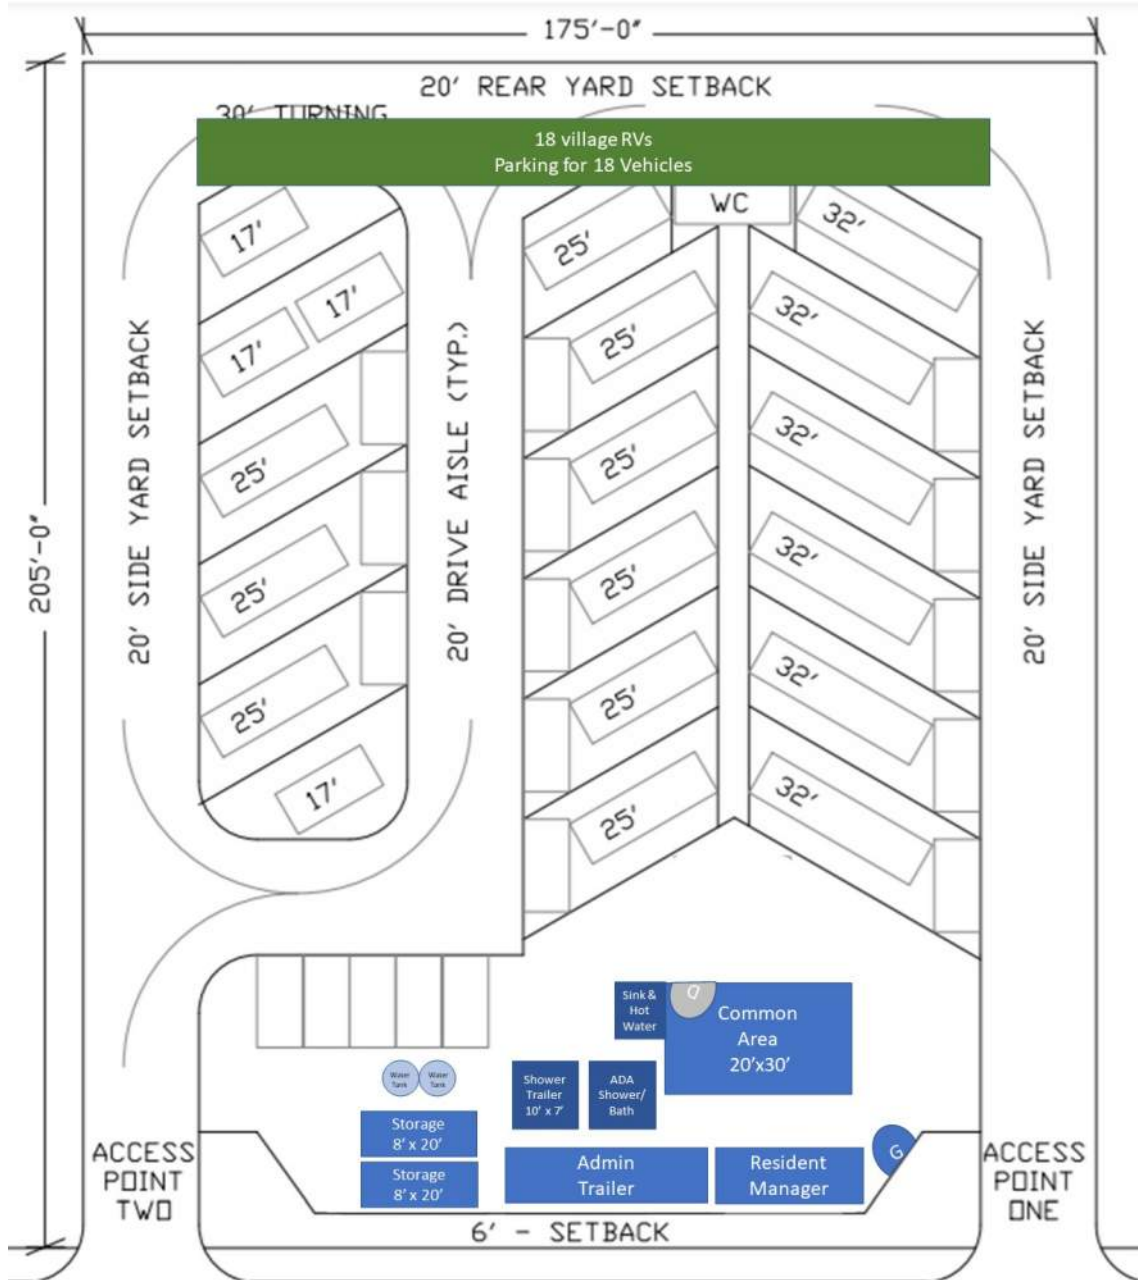 175'-0"
20' REAR YARD SETBACK
30' TURNING
18 village RVs
Parking for 18 Vehicles
WC
17'
25'
32'
17'
17'
25'
32'
25'
25'
32'
25'
25'
32'
25'
25'
32'
17'
25'
32'
205'-0"
20' SIDE YARD SETBACK
20' DRIVE AISLE (TYP.)
20' SIDE YARD SETBACK
Sink &
Hot
Water
D
Common
Area
20'x30'
Water
Tank
Water
Tank
Shower
Trailer
10' x 7'
ADA
Shower/
Bath
Storage
8' x 20'
Storage
8' x 20'
Admin
Trailer
Resident
Manager
G
ACCESS
POINT
TWO
ACCESS
POINT
ONE
6' - SETBACK